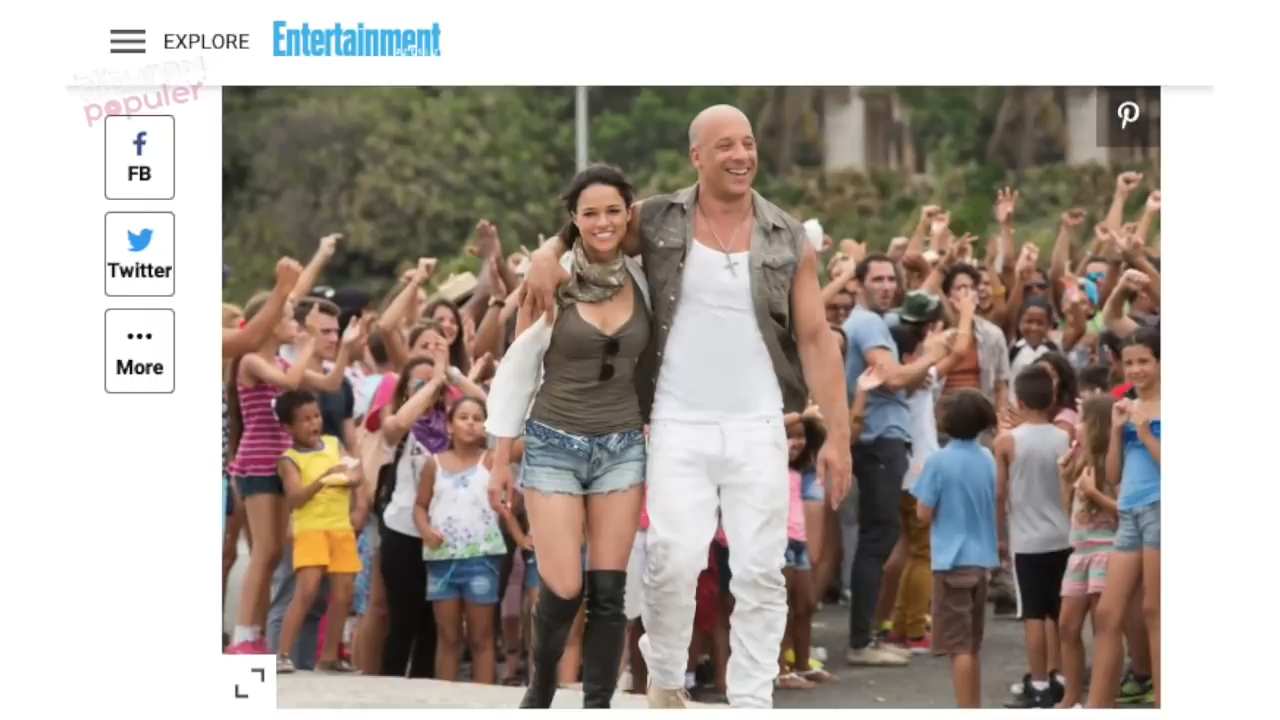 EXPLORE
Entertainment
populer
FB
Twitter
More